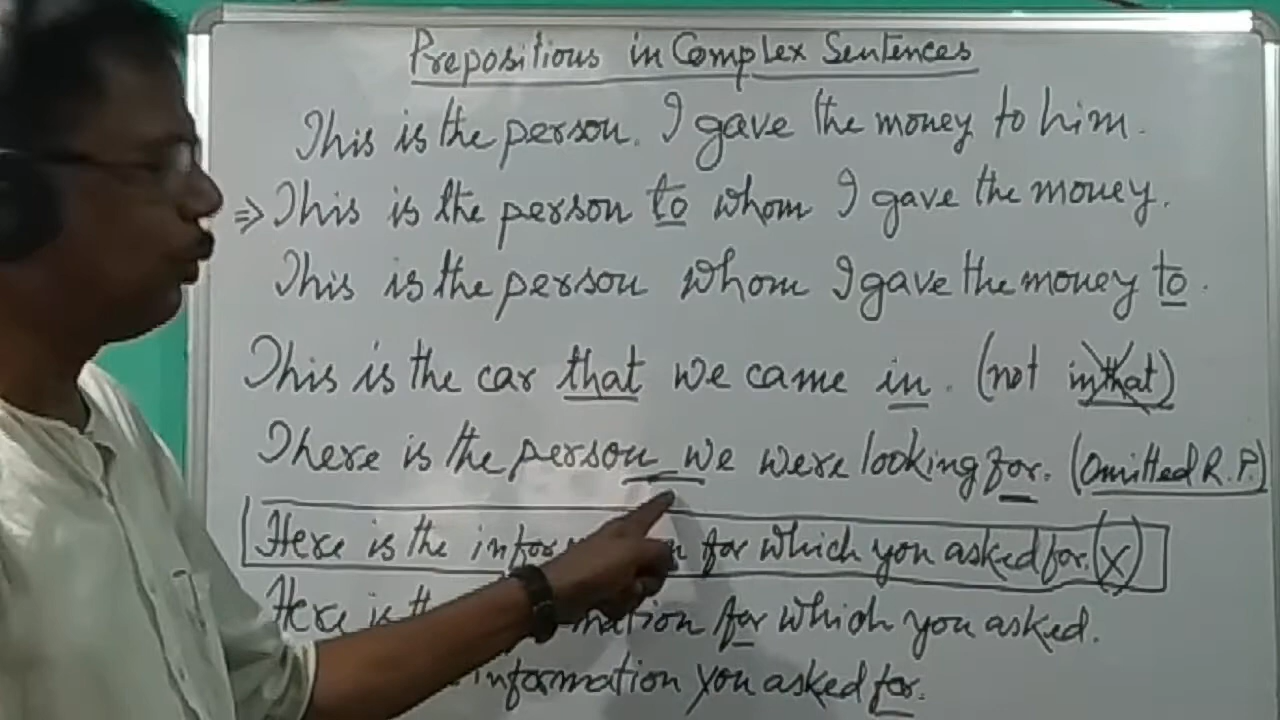 Prepositions in Complex Sentences
This is the person. I gave the money to him.
⇒ This is the person to whom I gave the money.
This is the person whom I gave the money to.
This is the car that we came in. (not in that)
There is the person we were looking for. (Omitted R.P.)
Here is the for which you asked for. (X)
Here is for which you asked.
information you asked for.